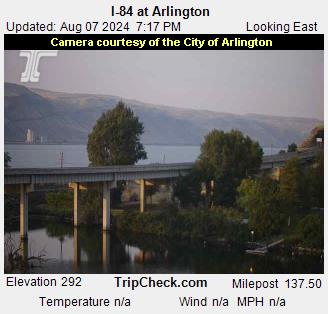 I-84 at Arlington
Updated: Aug 07 2024 7:17 PM Looking East
Camera courtesy of the City of Arlington
Elevation 292 TripCheck.com Milepost 137.50
Temperature n/a Wind n/a MPH n/a